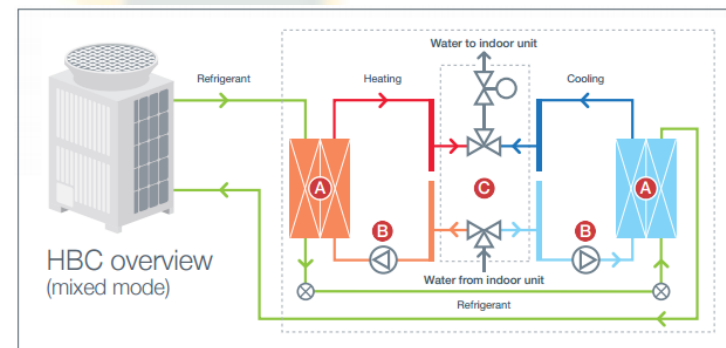 Water to indoor unit
Refrigerant
Heating
Cooling
A
A
C
B
B
HBC overview
(mixed mode)
Water from indoor unit
Refrigerant